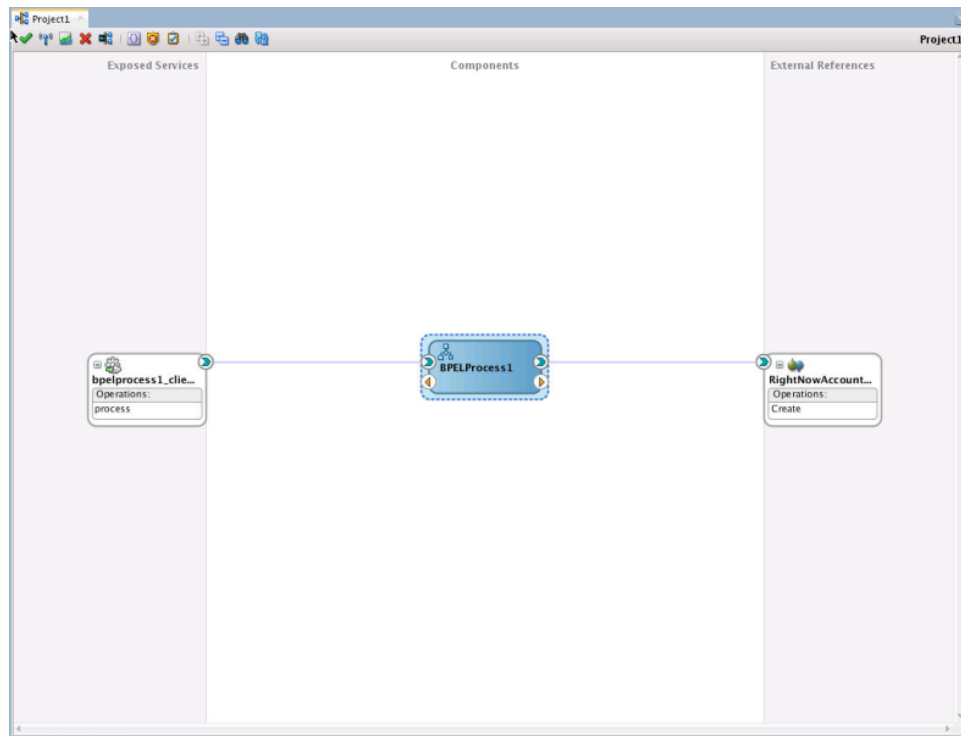 Project1
Project1
Exposed Services
Components
External References
bpelprocess1_clie...
Operations:
process
BPELProcess1
RightNowAccount...
Operations:
Create